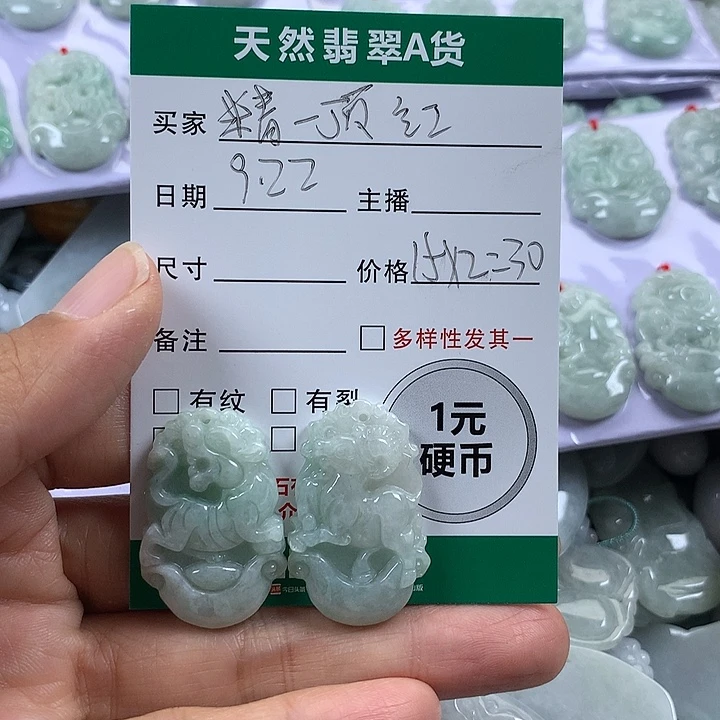 天然翡翠A货
买家 精一顶红
日期 9.22 主播
尺寸 价格 15x2=30
备注 多样性发其一
有纹 有裂
1元
硬币